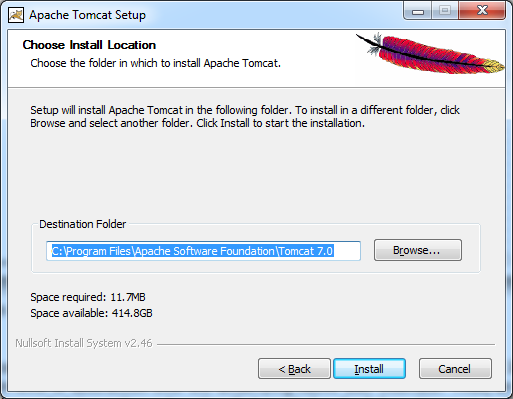 Apache Tomcat Setup
Choose Install Location
Choose the folder in which to install Apache Tomcat.
Setup will install Apache Tomcat in the following folder. To install in a different folder, click
Browse and select another folder. Click Install to start the installation.
Destination Folder
C:\Program Files\Apache Software Foundation\Tomcat 7.0
Browse...
Space required: 11.7MB
Space available: 414.8GB
Nullsoft Install System v2.46
< Back
Install
Cancel